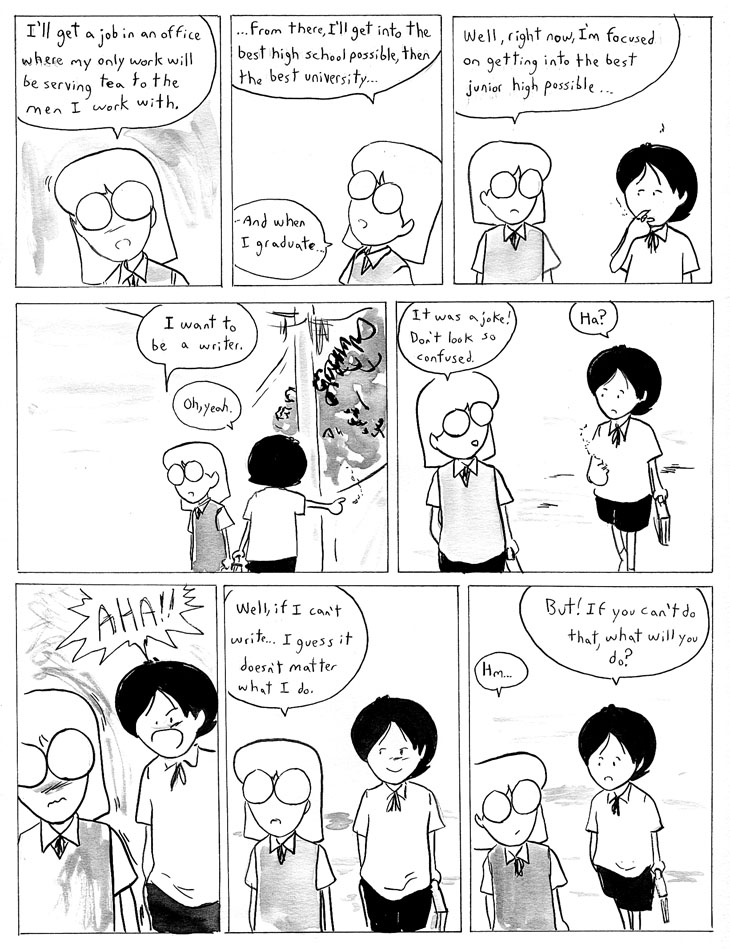 Well, right now, I'm focused
on getting into the best
junior high possible...
...From there, I'll get into the
best high school possible, then
the best university...
..And when
I graduate...
I'll get a job in an office
where my only work will
be serving tea to the
men I work with.
Ha?
It was a joke!
Don't look so
confused.
I want to
be a writer.
Oh, yeah.
But! If you can't do
that, what will you
do?
Hm...
Well, if I can't
write... I guess it
doesn't matter
what I do.
AHA!!